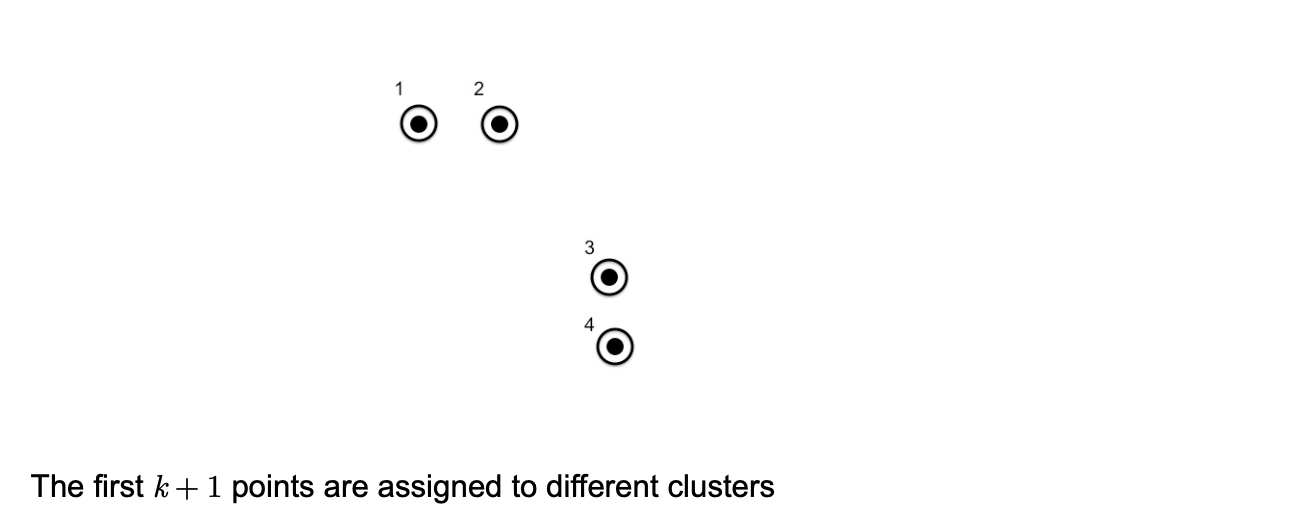 1 2
3
4
The first k + 1 points are assigned to different clusters